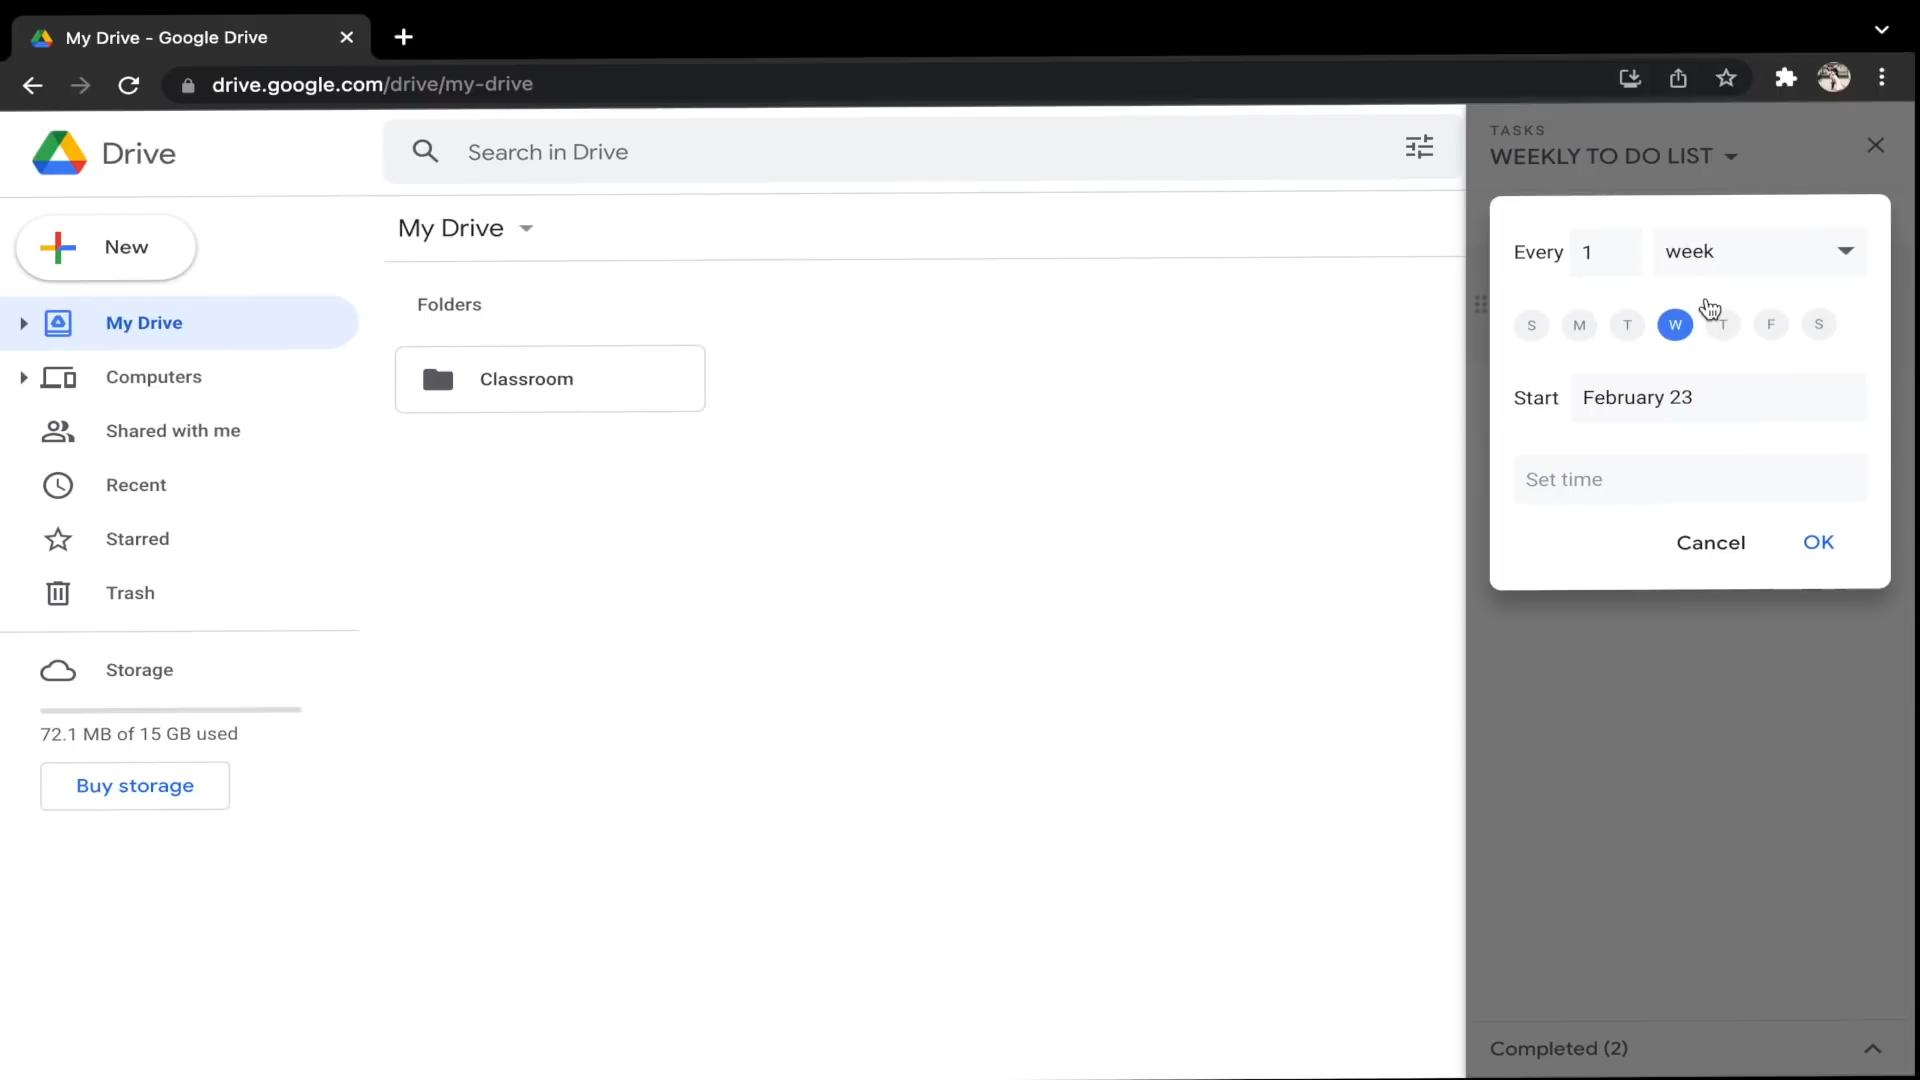 My Drive - Google Drive
drive.google.com/drive/my-drive
Drive
Search in Drive
New
My Drive
Computers
Shared with me
Recent
Starred
Trash
Storage
72.1 MB of 15 GB used
Buy storage
My Drive
Folders
Classroom
TASKS
WEEKLY TO DO LIST
Every 1 week
S M T W T F S
Start February 23
Set time
Cancel OK
Completed (2)